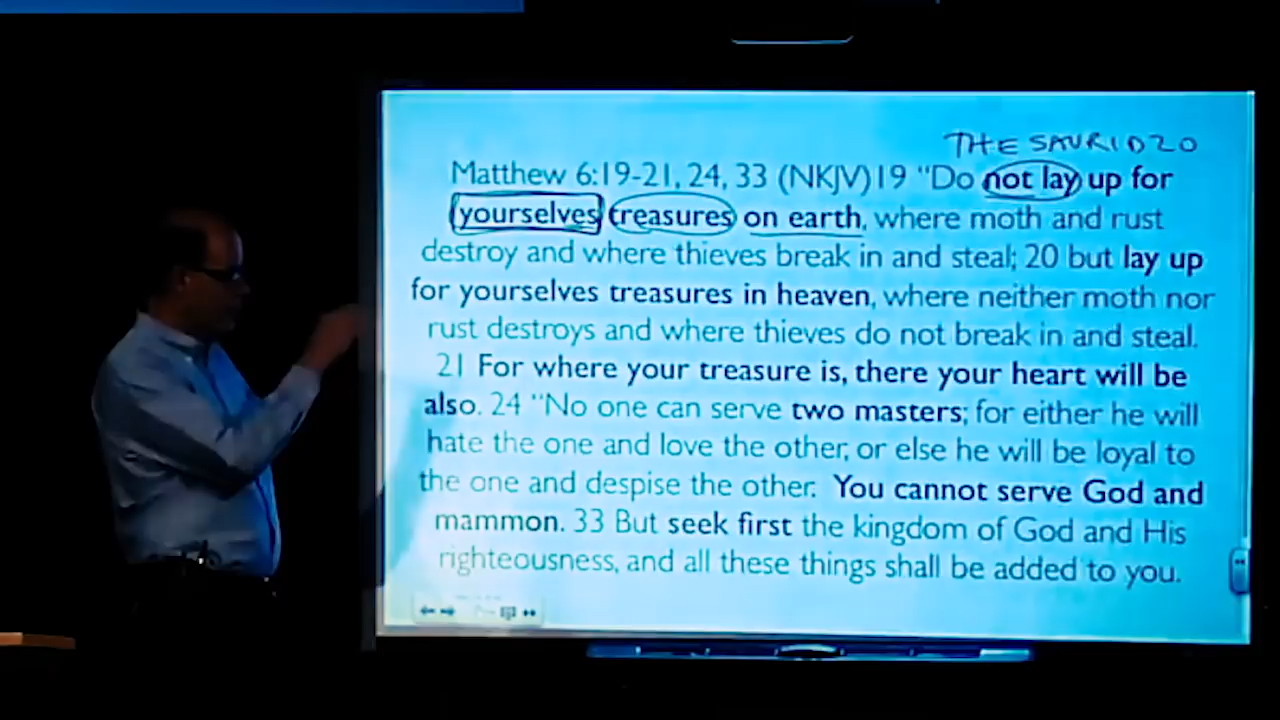 THESAURIDZO
Matthew 6:19-21, 24, 33 (NKJV)19 "Do not lay up for
yourselves treasures on earth, where moth and rust
destroy and where thieves break in and steal; 20 but lay up
for yourselves treasures in heaven, where neither moth nor
rust destroys and where thieves do not break in and steal.
21 For where your treasure is, there your heart will be
also. 24 "No one can serve two masters; for either he will
hate the one and love the other, or else he will be loyal to
the one and despise the other. You cannot serve God and
mammon. 33 But seek first the kingdom of God and His
righteousness, and all these things shall be added to you.